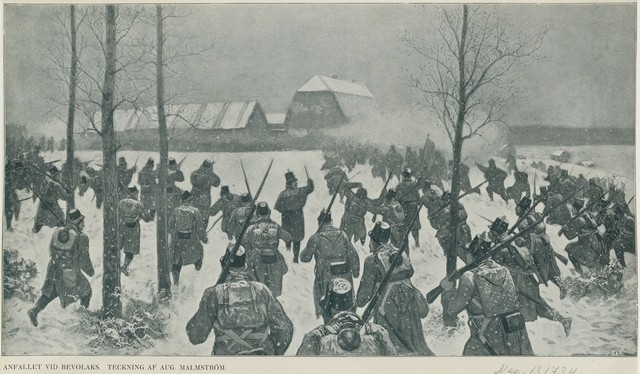 ANFALLET VID REVOLAKS. TECKNING AF AUG. MALMSTRÖM.